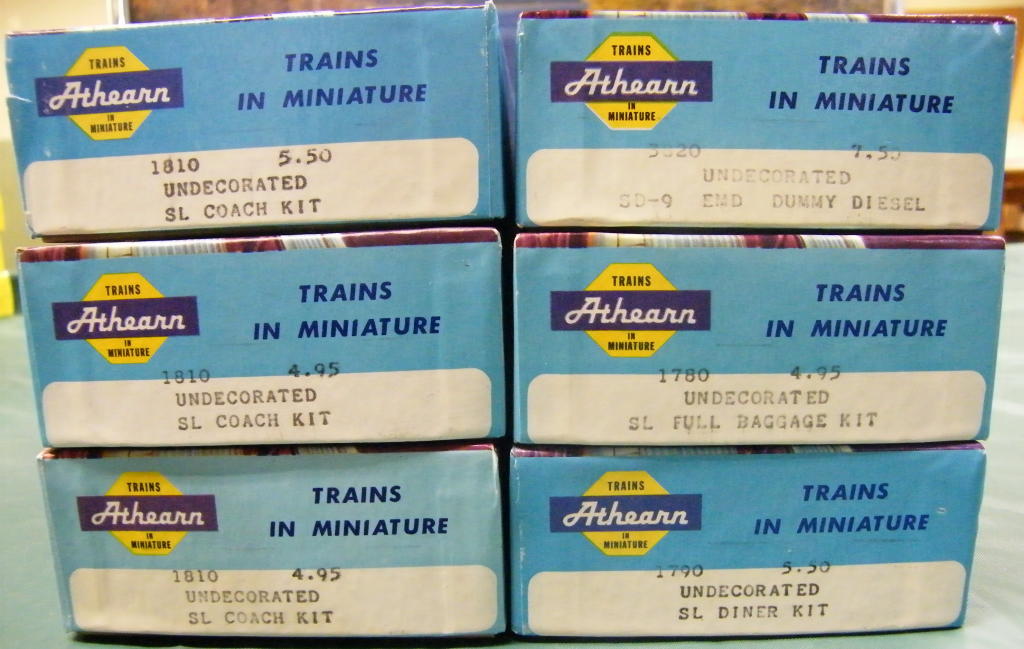 TRAINS
Athearn
IN
MINIATURE
TRAINS
IN MINIATURE
1810 5.50
UNDECORATED
SL COACH KIT
TRAINS
Athearn
IN
MINIATURE
TRAINS
IN MINIATURE
3820 7.50
UNDECORATED
SD-9 EMD DUMMY DIESEL
TRAINS
Athearn
IN
MINIATURE
TRAINS
IN MINIATURE
1810 4.95
UNDECORATED
SL COACH KIT
TRAINS
Athearn
IN
MINIATURE
TRAINS
IN MINIATURE
1780 4.95
UNDECORATED
SL FULL BAGGAGE KIT
TRAINS
Athearn
IN
MINIATURE
TRAINS
IN MINIATURE
1810 4.95
UNDECORATED
SL COACH KIT
TRAINS
Athearn
IN
MINIATURE
TRAINS
IN MINIATURE
1790 5.50
UNDECORATED
SL DINER KIT